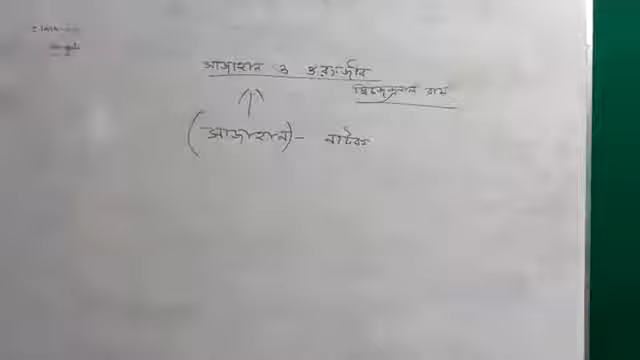 সাজাহান ও ঔরঙ্গজীব
দ্বিজেন্দ্রলাল রায়
(সাজাহান) – নাটক